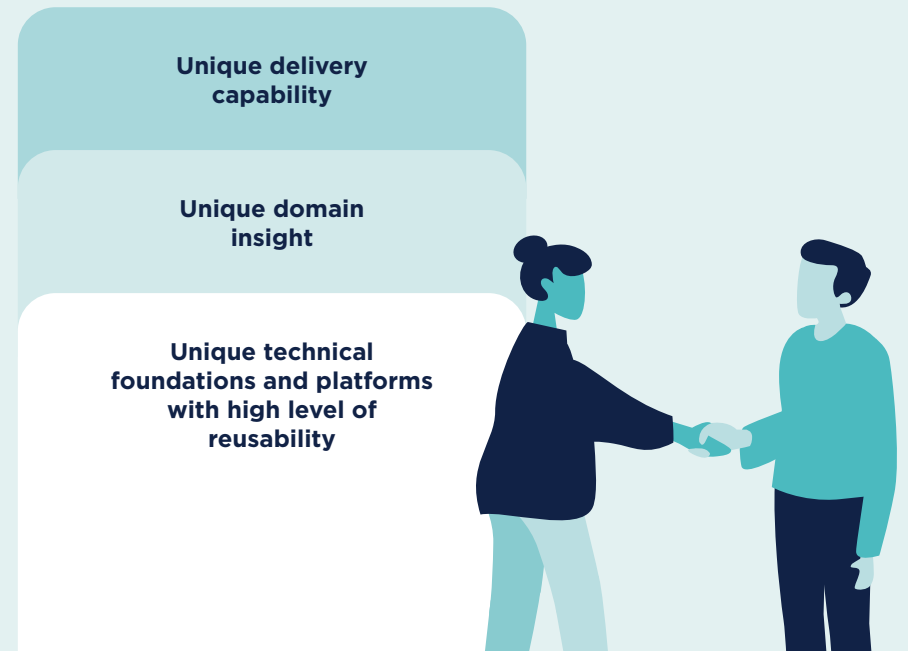 Unique delivery
capability
Unique domain
insight
Unique technical
foundations and platforms
with high level of
reusability